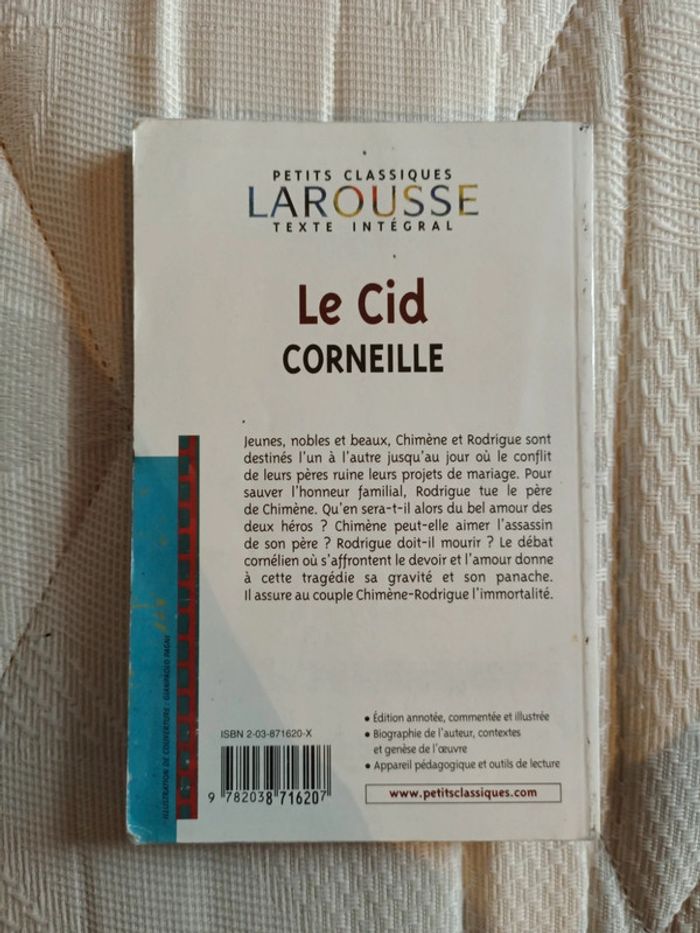 PETITS CLASSIQUES
LAROUSSE
TEXTE INTÉGRAL
Le Cid
CORNEILLE
Jeunes, nobles et beaux, Chimène et Rodrigue sont
destinés l'un à l'autre jusqu'au jour où le conflit
de leurs pères ruine leurs projets de mariage. Pour
sauver l'honneur familial, Rodrigue tue le père
de Chimène. Qu'en sera-t-il alors du bel amour des
deux héros ? Chimène peut-elle aimer l'assassin
de son père ? Rodrigue doit-il mourir ? Le débat
cornélien où s'affrontent le devoir et l'amour donne
à cette tragédie sa gravité et son panache.
Il assure au couple Chimène-Rodrigue l'immortalité.
ILLUSTRATION DE COUVERTURE : GIANPAOLO PAGNI
ISBN 2-03-871620-X
9 782038 716207
• Édition annotée, commentée et illustrée
• Biographie de l'auteur, contextes
et genèse de l'œuvre
• Appareil pédagogique et outils de lecture
www.petitsclassiques.com